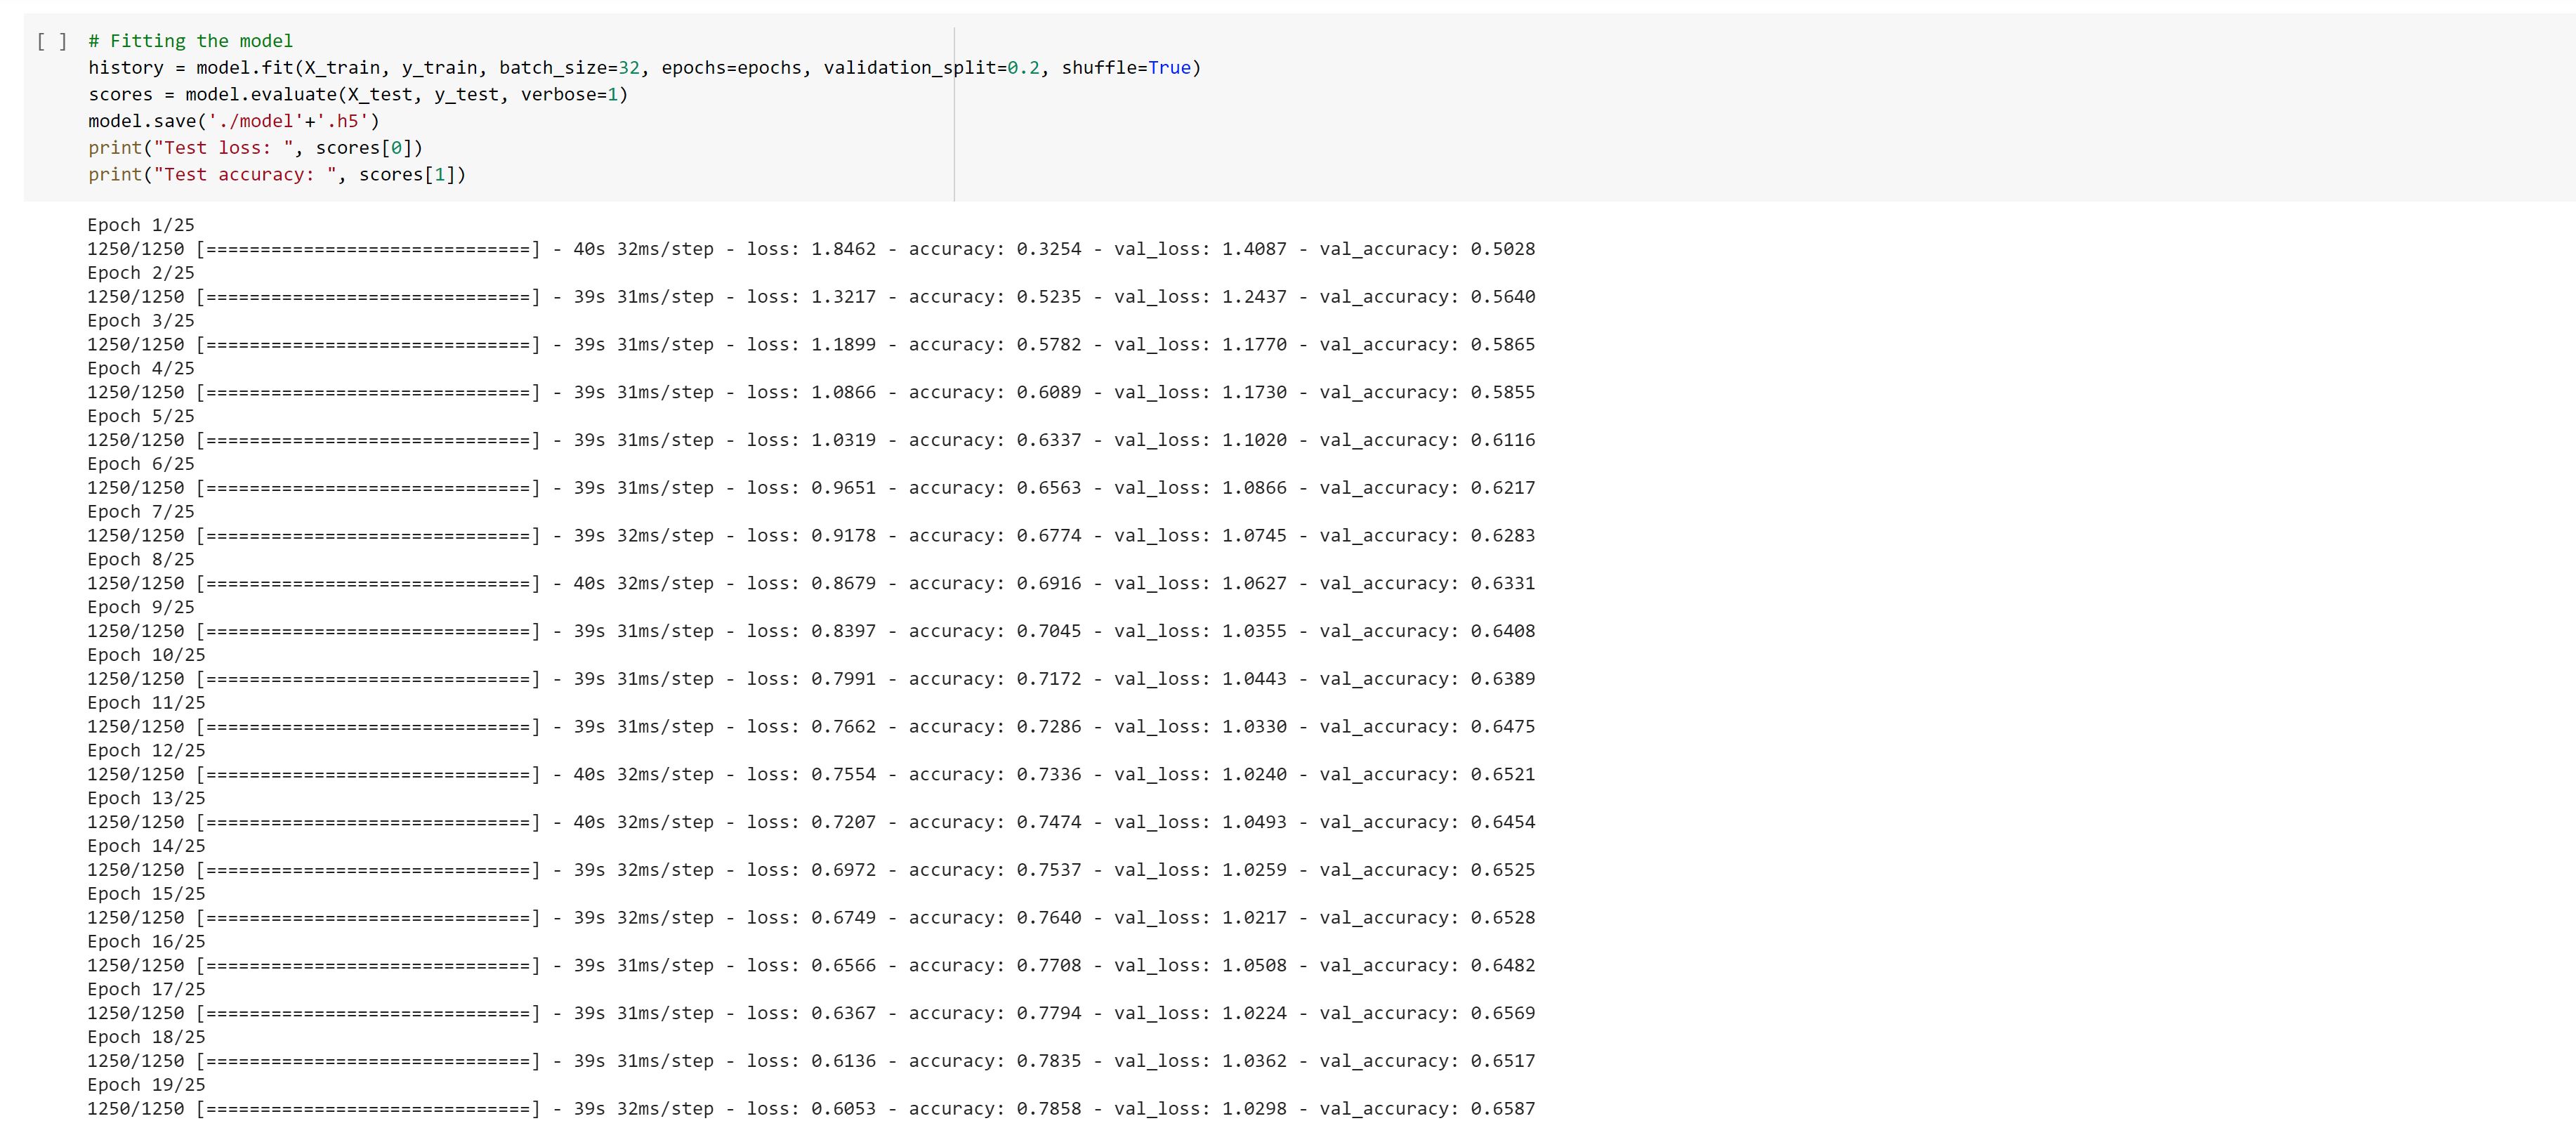 [ ] # Fitting the model
history = model.fit(X_train, y_train, batch_size=32, epochs=epochs, validation_split=0.2, shuffle=True)
scores = model.evaluate(X_test, y_test, verbose=1)
model.save('./model'+'.h5')
print("Test loss: ", scores[0])
print("Test accuracy: ", scores[1])
Epoch 1/25
1250/1250 [==============================] - 40s 32ms/step - loss: 1.8462 - accuracy: 0.3254 - val_loss: 1.4087 - val_accuracy: 0.5028
Epoch 2/25
1250/1250 [==============================] - 39s 31ms/step - loss: 1.3217 - accuracy: 0.5235 - val_loss: 1.2437 - val_accuracy: 0.5640
Epoch 3/25
1250/1250 [==============================] - 39s 31ms/step - loss: 1.1899 - accuracy: 0.5782 - val_loss: 1.1770 - val_accuracy: 0.5865
Epoch 4/25
1250/1250 [==============================] - 39s 31ms/step - loss: 1.0866 - accuracy: 0.6089 - val_loss: 1.1730 - val_accuracy: 0.5855
Epoch 5/25
1250/1250 [==============================] - 39s 31ms/step - loss: 1.0319 - accuracy: 0.6337 - val_loss: 1.1020 - val_accuracy: 0.6116
Epoch 6/25
1250/1250 [==============================] - 39s 31ms/step - loss: 0.9651 - accuracy: 0.6563 - val_loss: 1.0866 - val_accuracy: 0.6217
Epoch 7/25
1250/1250 [==============================] - 39s 32ms/step - loss: 0.9178 - accuracy: 0.6774 - val_loss: 1.0745 - val_accuracy: 0.6283
Epoch 8/25
1250/1250 [==============================] - 40s 32ms/step - loss: 0.8679 - accuracy: 0.6916 - val_loss: 1.0627 - val_accuracy: 0.6331
Epoch 9/25
1250/1250 [==============================] - 39s 31ms/step - loss: 0.8397 - accuracy: 0.7045 - val_loss: 1.0355 - val_accuracy: 0.6408
Epoch 10/25
1250/1250 [==============================] - 39s 31ms/step - loss: 0.7991 - accuracy: 0.7172 - val_loss: 1.0443 - val_accuracy: 0.6389
Epoch 11/25
1250/1250 [==============================] - 39s 31ms/step - loss: 0.7662 - accuracy: 0.7286 - val_loss: 1.0330 - val_accuracy: 0.6475
Epoch 12/25
1250/1250 [==============================] - 40s 32ms/step - loss: 0.7554 - accuracy: 0.7336 - val_loss: 1.0240 - val_accuracy: 0.6521
Epoch 13/25
1250/1250 [==============================] - 40s 32ms/step - loss: 0.7207 - accuracy: 0.7474 - val_loss: 1.0493 - val_accuracy: 0.6454
Epoch 14/25
1250/1250 [==============================] - 39s 32ms/step - loss: 0.6972 - accuracy: 0.7537 - val_loss: 1.0259 - val_accuracy: 0.6525
Epoch 15/25
1250/1250 [==============================] - 39s 32ms/step - loss: 0.6749 - accuracy: 0.7640 - val_loss: 1.0217 - val_accuracy: 0.6528
Epoch 16/25
1250/1250 [==============================] - 39s 31ms/step - loss: 0.6566 - accuracy: 0.7708 - val_loss: 1.0508 - val_accuracy: 0.6482
Epoch 17/25
1250/1250 [==============================] - 39s 31ms/step - loss: 0.6367 - accuracy: 0.7794 - val_loss: 1.0224 - val_accuracy: 0.6569
Epoch 18/25
1250/1250 [==============================] - 39s 31ms/step - loss: 0.6136 - accuracy: 0.7835 - val_loss: 1.0362 - val_accuracy: 0.6517
Epoch 19/25
1250/1250 [==============================] - 39s 32ms/step - loss: 0.6053 - accuracy: 0.7858 - val_loss: 1.0298 - val_accuracy: 0.6587